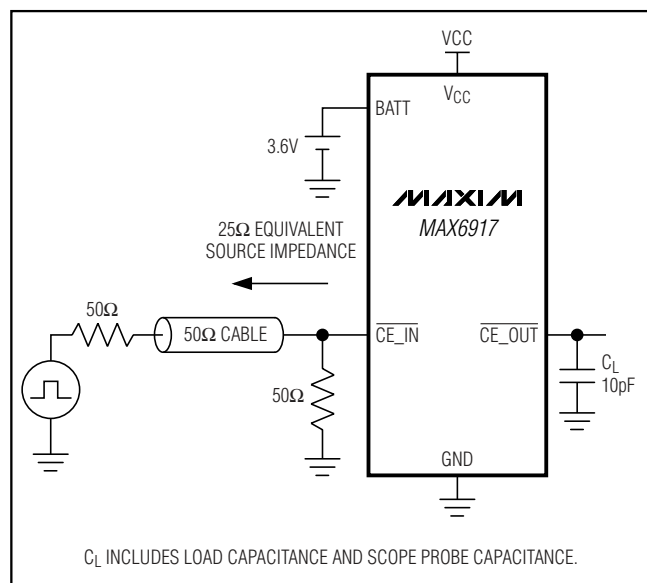 VCC
VCC
BATT
3.6V
MAXIM
MAX6917
25Ω EQUIVALENT
SOURCE IMPEDANCE
50Ω
50Ω CABLE
CE_IN
CE_OUT
CL
10pF
50Ω
GND
CL INCLUDES LOAD CAPACITANCE AND SCOPE PROBE CAPACITANCE.